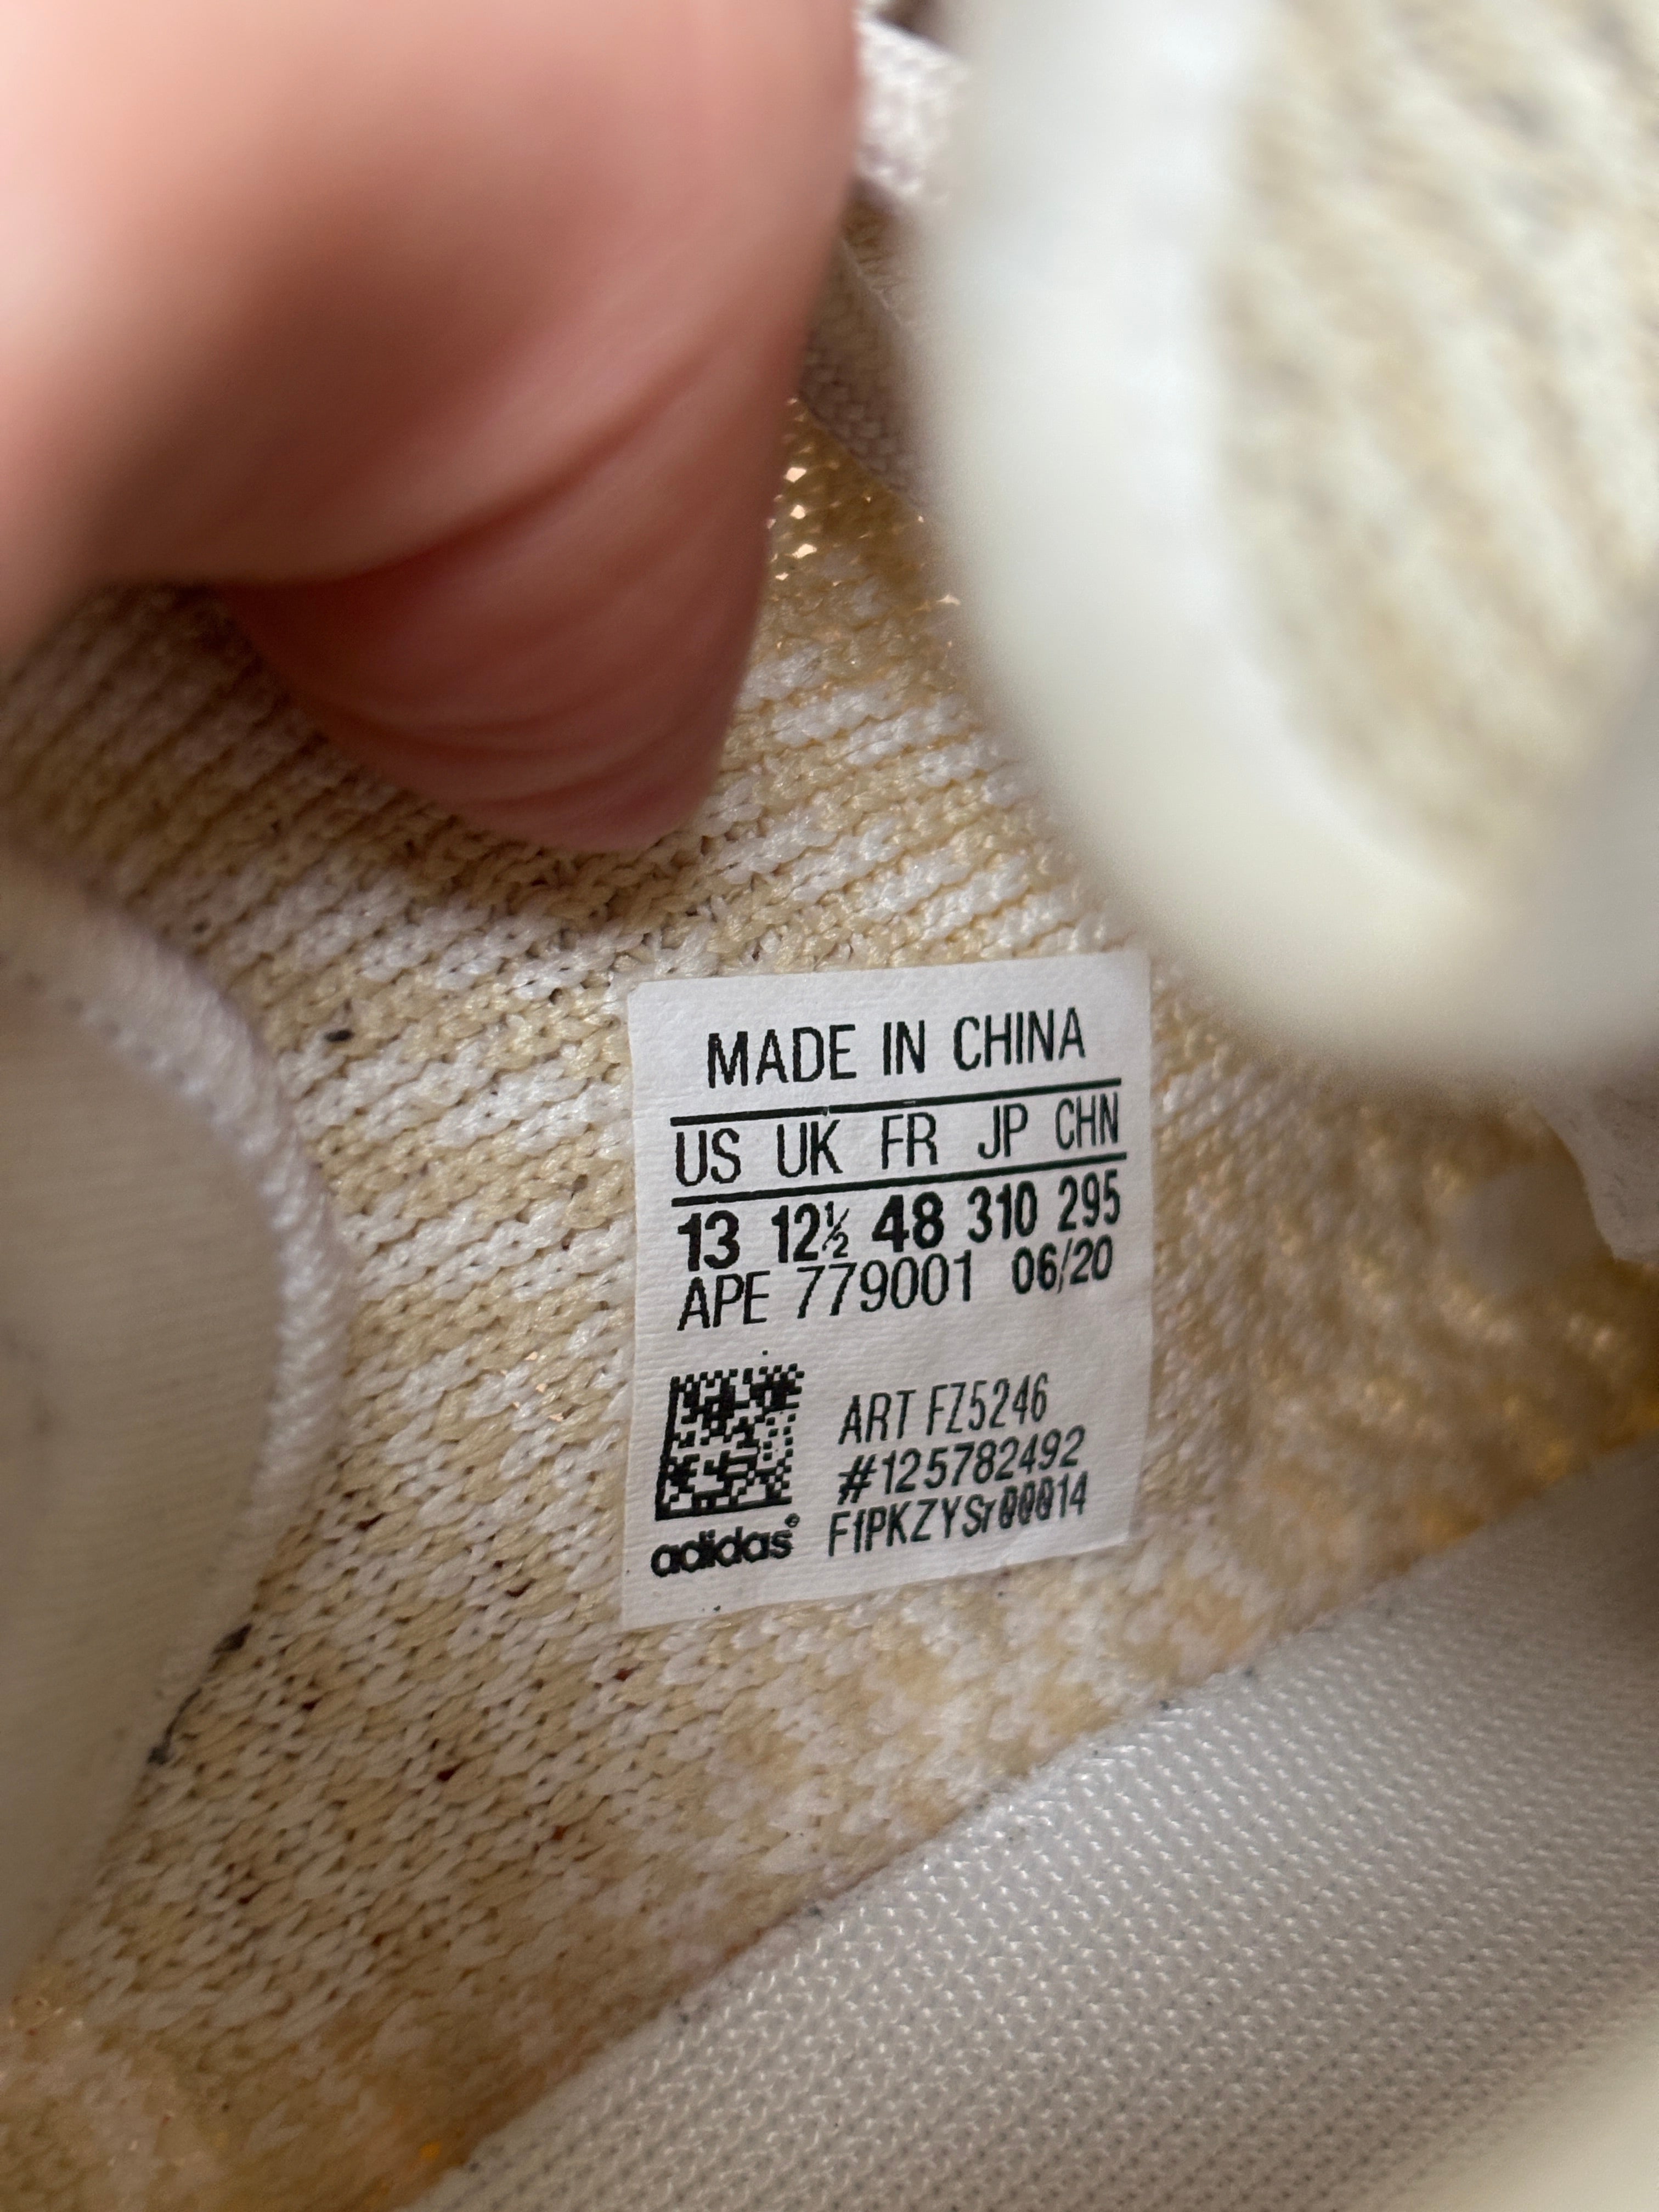 MADE IN CHINA
US UK FR JP CHN
13 12½ 48 310 295
APE 779001 06/20
ART FZ5246
#125782492
F1PKZYSr00014
adidas®